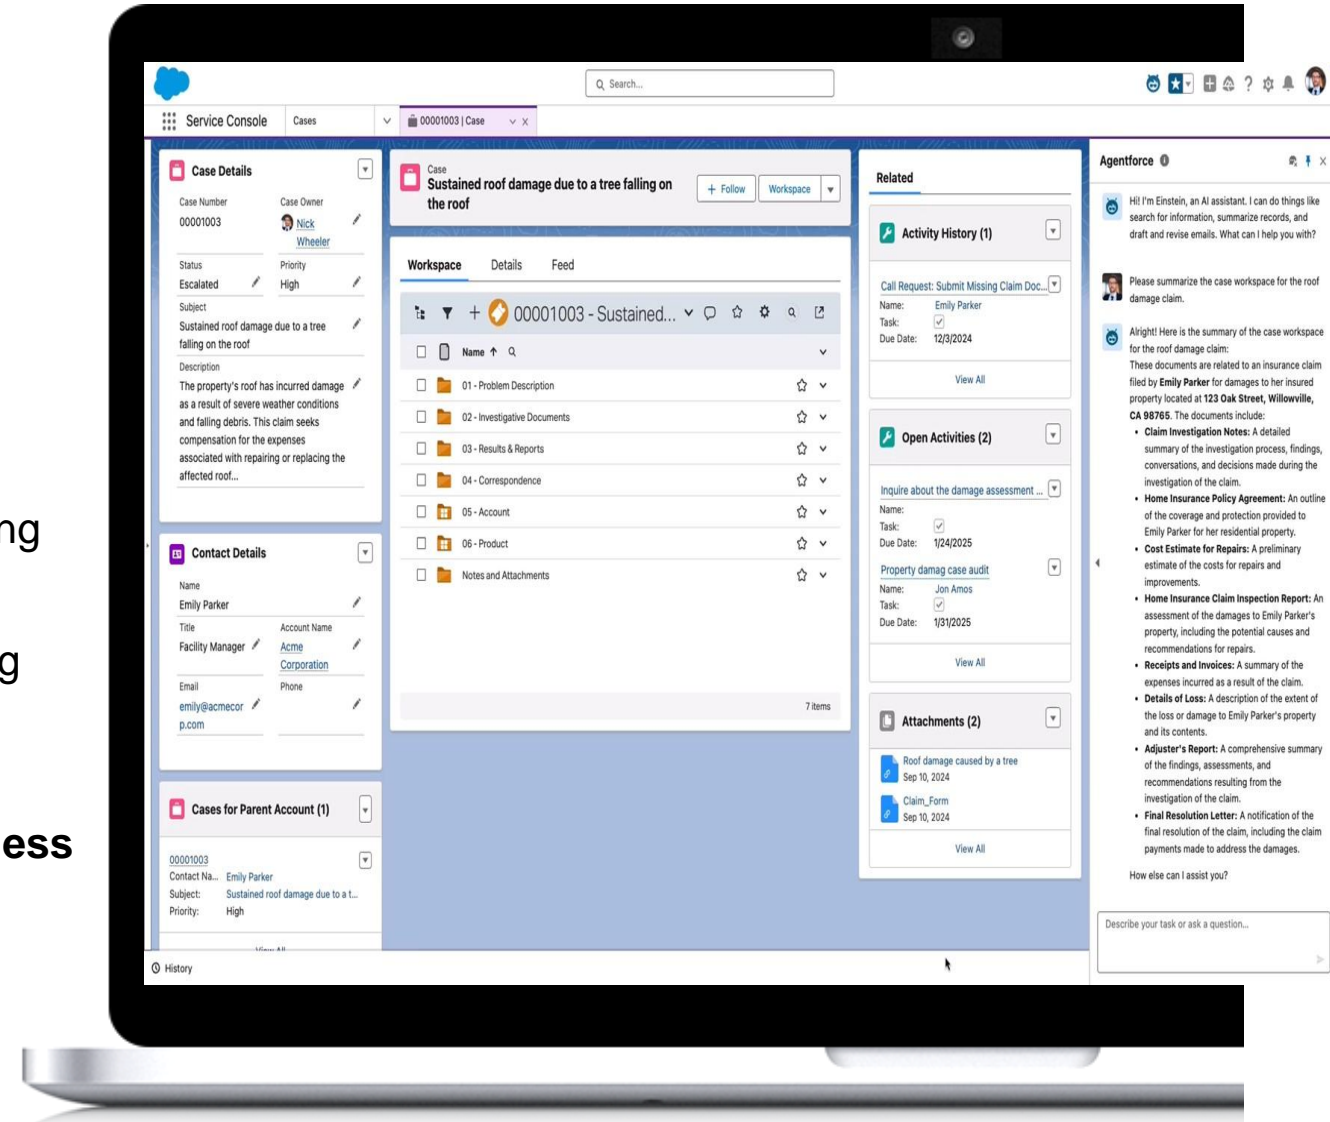 ng
g
ess
Search...
Service Console
Cases
00001003 | Case
Case Details
Case Number
00001003
Case Owner
Nick
Wheeler
Status
Escalated
Priority
High
Subject
Sustained roof damage due to a tree
falling on the roof
Description
The property's roof has incurred damage
as a result of severe weather conditions
and falling debris. This claim seeks
compensation for the expenses
associated with repairing or replacing the
affected roof...
Contact Details
Name
Emily Parker
Title
Facility Manager
Account Name
Acme
Corporation
Email
emily@acmecor
p.com
Phone
Cases for Parent Account (1)
00001003
Contact Na... Emily Parker
Subject: Sustained roof damage due to a t...
Priority: High
View All
History
Case
Sustained roof damage due to a tree falling on
the roof
+ Follow
Workspace
Workspace
Details
Feed
00001003 - Sustained...
Name
01 - Problem Description
02 - Investigative Documents
03 - Results & Reports
04 - Correspondence
05 - Account
06 - Product
Notes and Attachments
7 items
Related
Activity History (1)
Call Request: Submit Missing Claim Doc...
Name: Emily Parker
Task:
Due Date: 12/3/2024
View All
Open Activities (2)
Inquire about the damage assessment ...
Name:
Task:
Due Date: 1/24/2025
Property damag case audit
Name: Jon Amos
Task:
Due Date: 1/31/2025
View All
Attachments (2)
Roof damage caused by a tree
Sep 10, 2024
Claim_Form
Sep 10, 2024
View All
Agentforce
Hi! I'm Einstein, an AI assistant. I can do things like
search for information, summarize records, and
draft and revise emails. What can I help you with?
Please summarize the case workspace for the roof
damage claim.
Alright! Here is the summary of the case workspace
for the roof damage claim:
These documents are related to an insurance claim
filed by Emily Parker for damages to her insured
property located at 123 Oak Street, Willowville,
CA 98765. The documents include:
• Claim Investigation Notes: A detailed
summary of the investigation process, findings,
conversations, and decisions made during the
investigation of the claim.
• Home Insurance Policy Agreement: An outline
of the coverage and protection provided to
Emily Parker for her residential property.
• Cost Estimate for Repairs: A preliminary
estimate of the costs for repairs and
improvements.
• Home Insurance Claim Inspection Report: An
assessment of the damages to Emily Parker's
property, including the potential causes and
recommendations for repairs.
• Receipts and Invoices: A summary of the
expenses incurred as a result of the claim.
• Details of Loss: A description of the extent of
the loss or damage to Emily Parker's property
and its contents.
• Adjuster's Report: A comprehensive summary
of the findings, assessments, and
recommendations resulting from the
investigation of the claim.
• Final Resolution Letter: A notification of the
final resolution of the claim, including the claim
payments made to address the damages.
How else can I assist you?
Describe your task or ask a question...